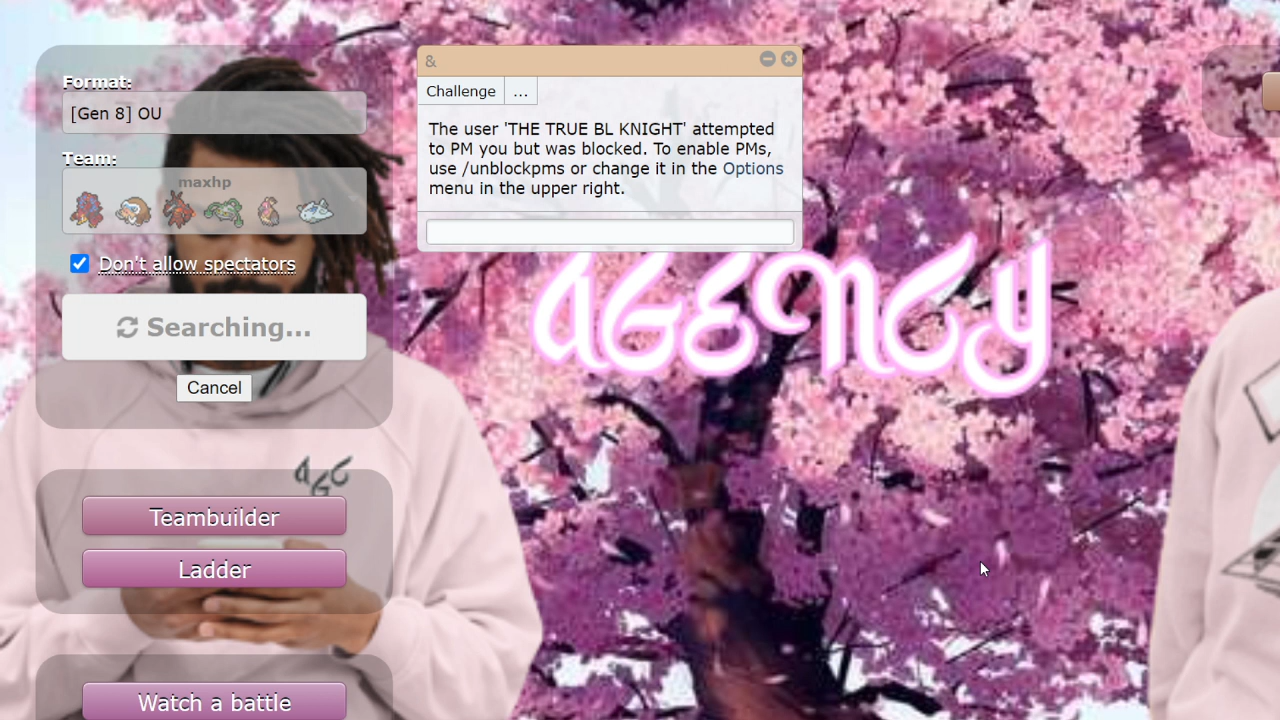 Format:
[Gen 8] OU
Team:
maxhp
Don't allow spectators
Searching...
Cancel
Teambuilder
Ladder
Watch a battle
&
Challenge
...
The user 'THE TRUE BL KNIGHT' attempted
to PM you but was blocked. To enable PMs,
use /unblockpms or change it in the Options
menu in the upper right.
AGENCY
AGC